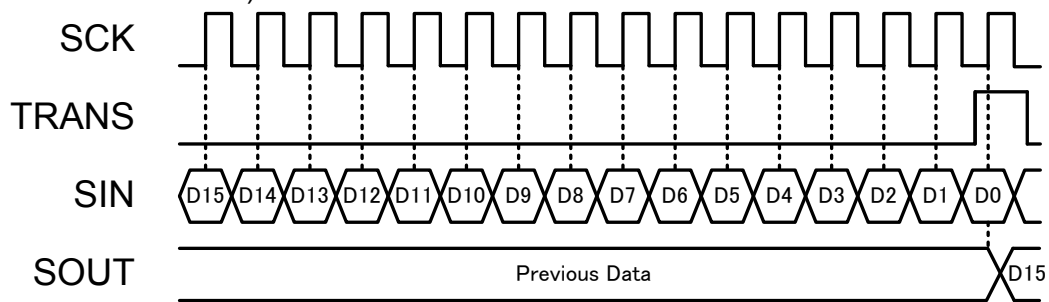 SCK
TRANS
SIN
D15 D14 D13 D12 D11 D10 D9 D8 D7 D6 D5 D4 D3 D2 D1 D0
SOUT
Previous Data
D15